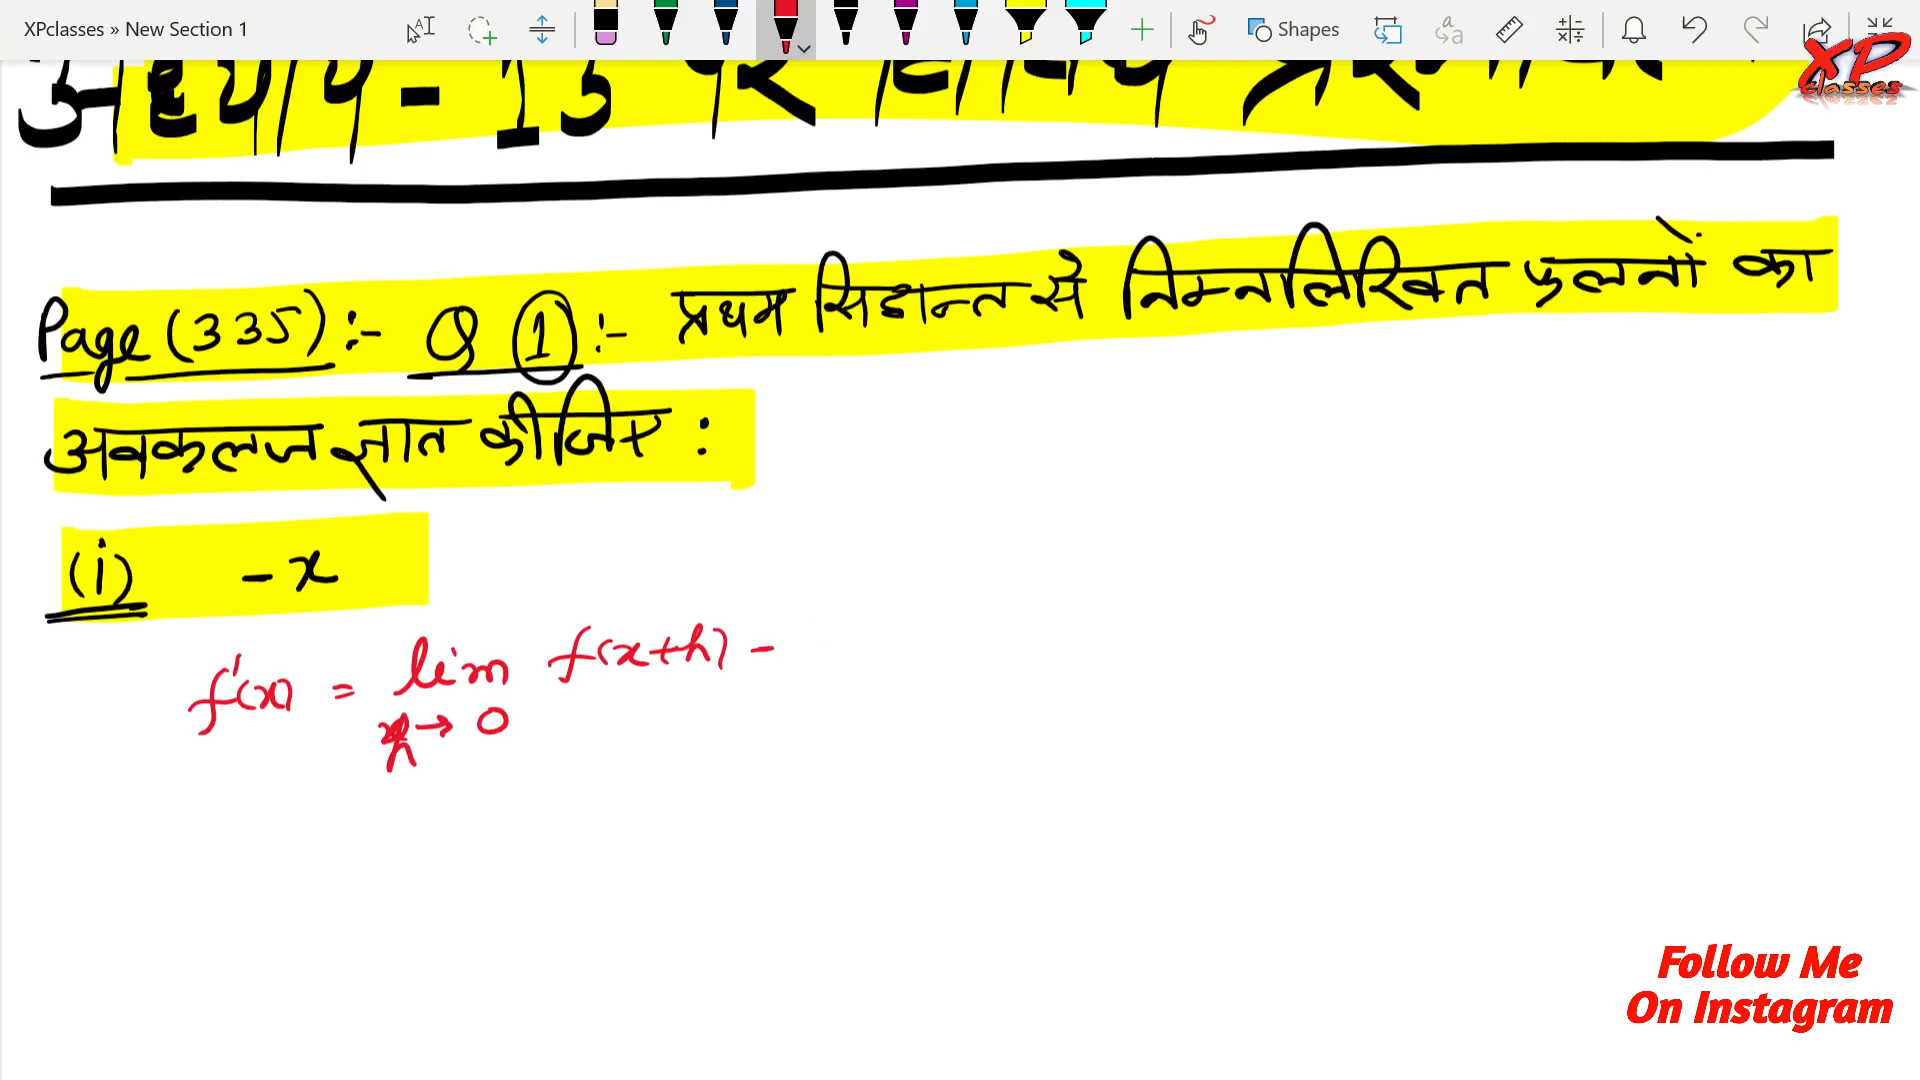 XPclasses » New Section 1
Shapes
XP classes
अध्याय - 13 पर विविध प्रश्नावली
Page (335) :- Q (1) :- प्रथम सिद्धान्त से निम्नलिखित फलनों का
अवकलज ज्ञात कीजिए :
(i) - x
f'(x) = lim f(x+h) -
h → 0
Follow Me
On Instagram